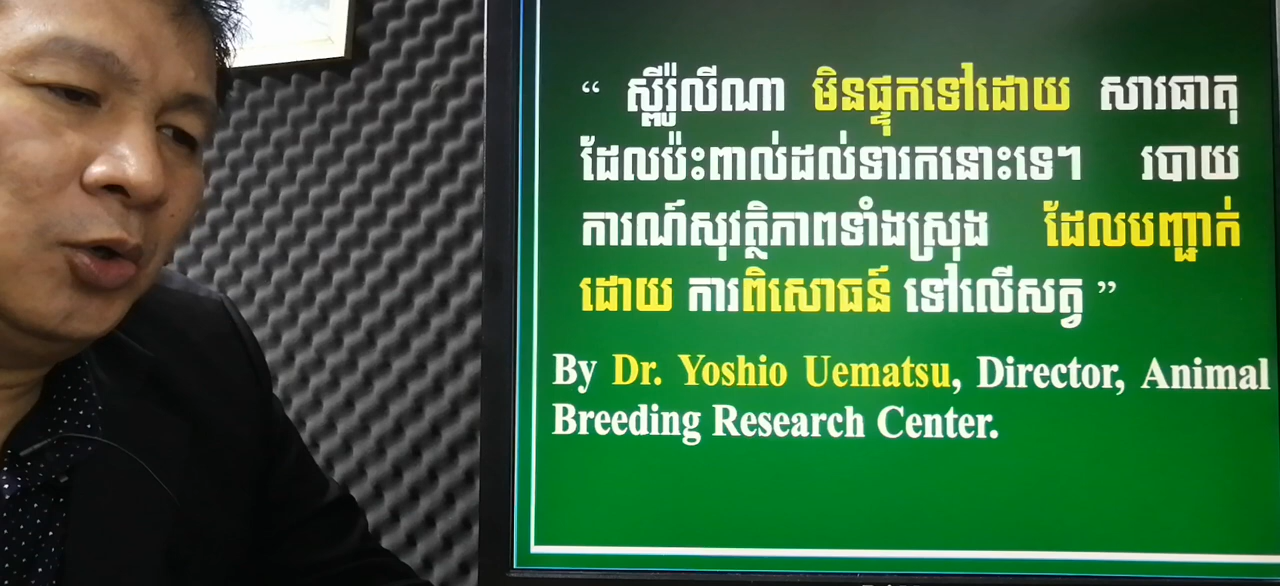 “ ស្ពីរ៉ូលីណា មិនផ្ទុកទៅដោយ សារធាតុ
ដែលប៉ះពាល់ដល់ទារកនោះទេ។ របាយ
ការណ៍សុវត្ថិភាពទាំងស្រុង ដែលបញ្ជាក់
ដោយ ការពិសោធន៍ ទៅលើសត្វ ”
By Dr. Yoshio Uematsu, Director, Animal
Breeding Research Center.